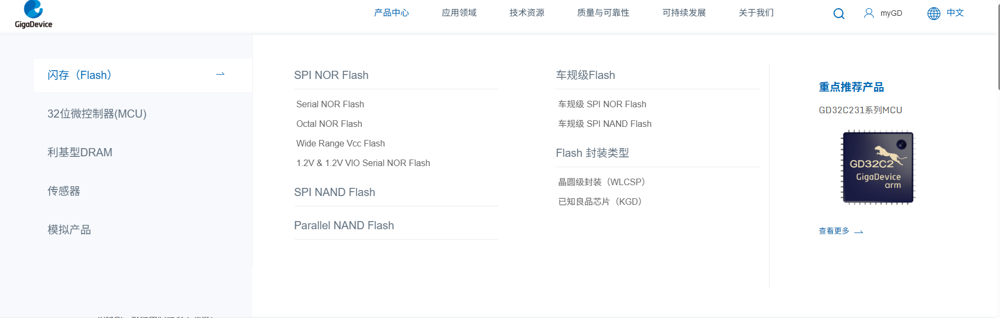 GigaDevice
产品中心
应用领域
技术资源
质量与可靠性
可持续发展
关于我们
myGD
中文
闪存（Flash）
32位微控制器(MCU)
利基型DRAM
传感器
模拟产品
SPI NOR Flash
Serial NOR Flash
Octal NOR Flash
Wide Range Vcc Flash
1.2V & 1.2V VIO Serial NOR Flash
SPI NAND Flash
Parallel NAND Flash
车规级Flash
车规级 SPI NOR Flash
车规级 SPI NAND Flash
Flash 封装类型
晶圆级封装（WLCSP）
已知良品芯片（KGD）
重点推荐产品
GD32C231系列MCU
GD32C2
GigaDevice
arm
查看更多